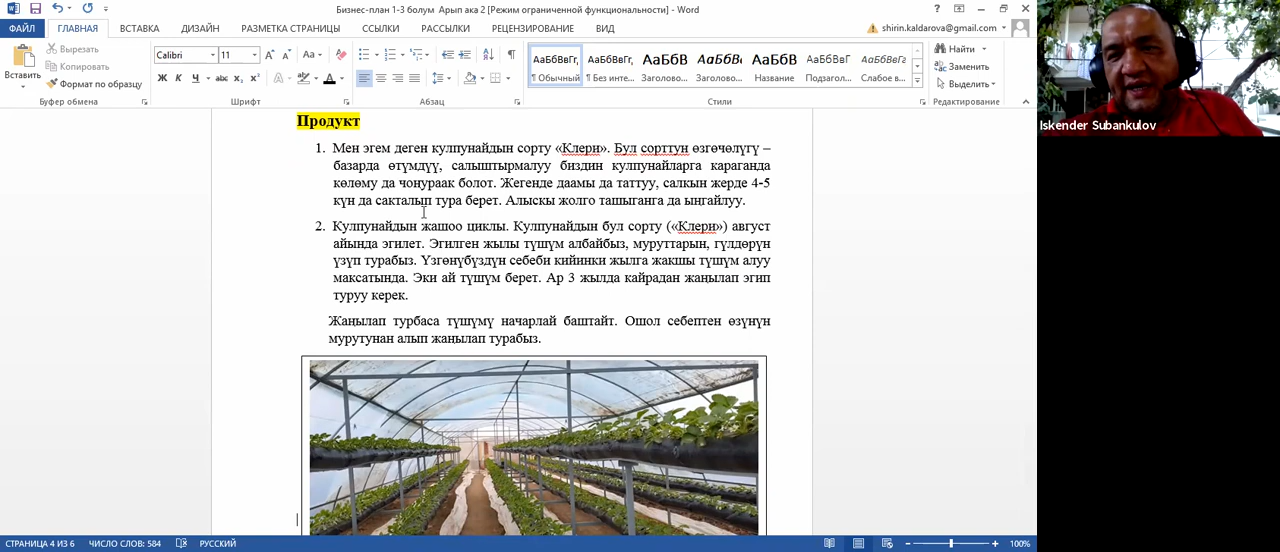 Бизнес-план 1-3 болум Арып ака 2 [Режим ограниченной функциональности] - Word
ФАЙЛ ГЛАВНАЯ ВСТАВКА ДИЗАЙН РАЗМЕТКА СТРАНИЦЫ ССЫЛКИ РАССЫЛКИ РЕЦЕНЗИРОВАНИЕ ВИД shirin.kaldarova@gmail.com
Вставить
Вырезать
Копировать
Формат по образцу
Буфер обмена
Calibri 11
Ж К Ч abc x₂ x²
Шрифт
Абзац
АаБбВвГг, АаБбВвГг, АаБбВ АаБбВв АаБбВ АаБбВвГ АаБбВвГг
¶ Обычный ¶ Без инте... Заголово... Заголово... Название Подзагол... Слабое в...
Стили
Найти
Заменить
Выделить
Редактирование
Iskender Subankulov
Продукт
1. Мен эгем деген кулпунайдын сорту «Клери». Бул сорттун өзгөчөлүгү –
базарда өтүмдүү, салыштырмалуу биздин кулпунайларга караганда
көлөмү да чоңураак болот. Жегенде даамы да таттуу, салкын жерде 4-5
күн да сакталып тура берет. Алыскы жолго ташыганга да ыңгайлуу.
2. Кулпунайдын жашоо циклы. Кулпунайдын бул сорту («Клери») август
айында эгилет. Эгилген жылы түшүм албайбыз, муруттарын, гүлдөрүн
үзүп турабыз. Үзгөнүбүздүн себеби кийинки жылга жакшы түшүм алуу
максатында. Эки ай түшүм берет. Ар 3 жылда кайрадан жаңылап эгип
туруу керек.
Жаңылап турбаса түшүмү начарлай баштайт. Ошол себептен өзүнүн
мурутунан алып жаңылап турабыз.
СТРАНИЦА 4 ИЗ 6 ЧИСЛО СЛОВ: 584 РУССКИЙ 100%